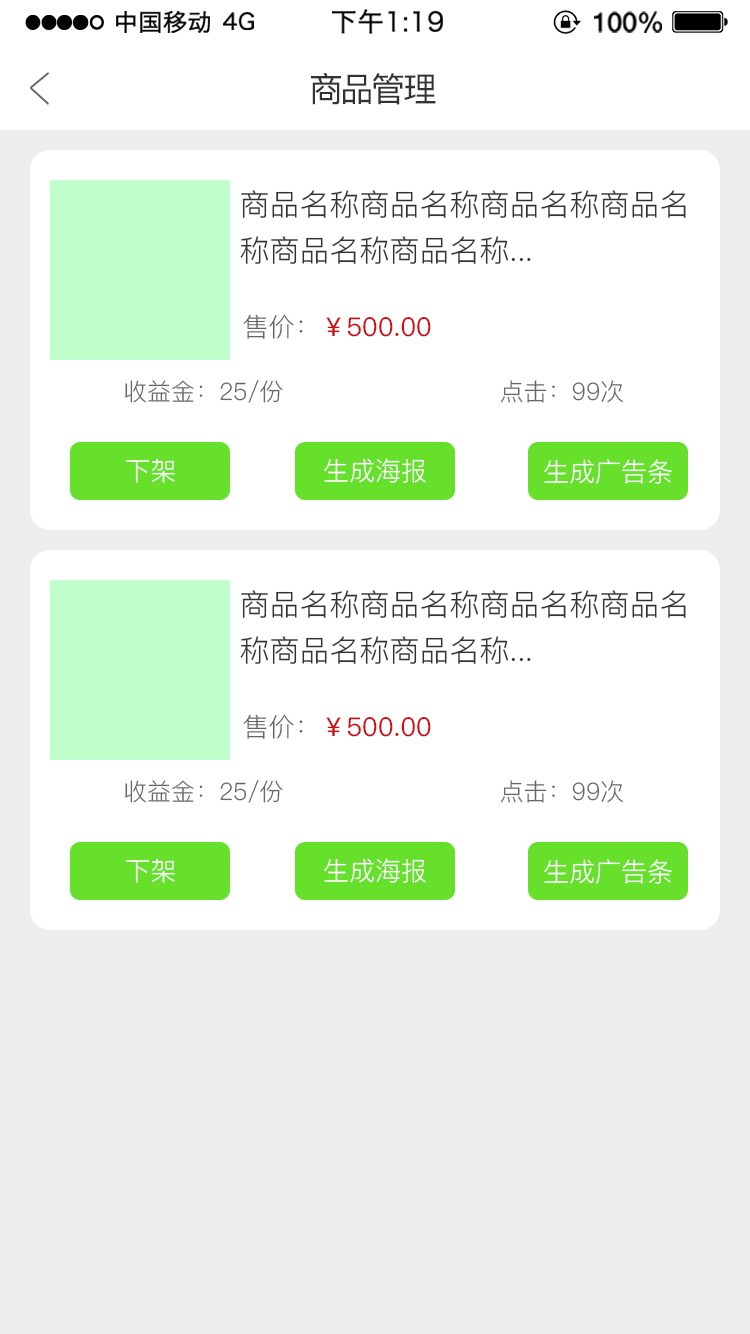 中国移动 4G 下午1:19 100%
商品管理
商品名称商品名称商品名称商品名
称商品名称商品名称...
售价: ¥500.00
收益金: 25/份 点击: 99次
下架 生成海报 生成广告条
商品名称商品名称商品名称商品名
称商品名称商品名称...
售价: ¥500.00
收益金: 25/份 点击: 99次
下架 生成海报 生成广告条